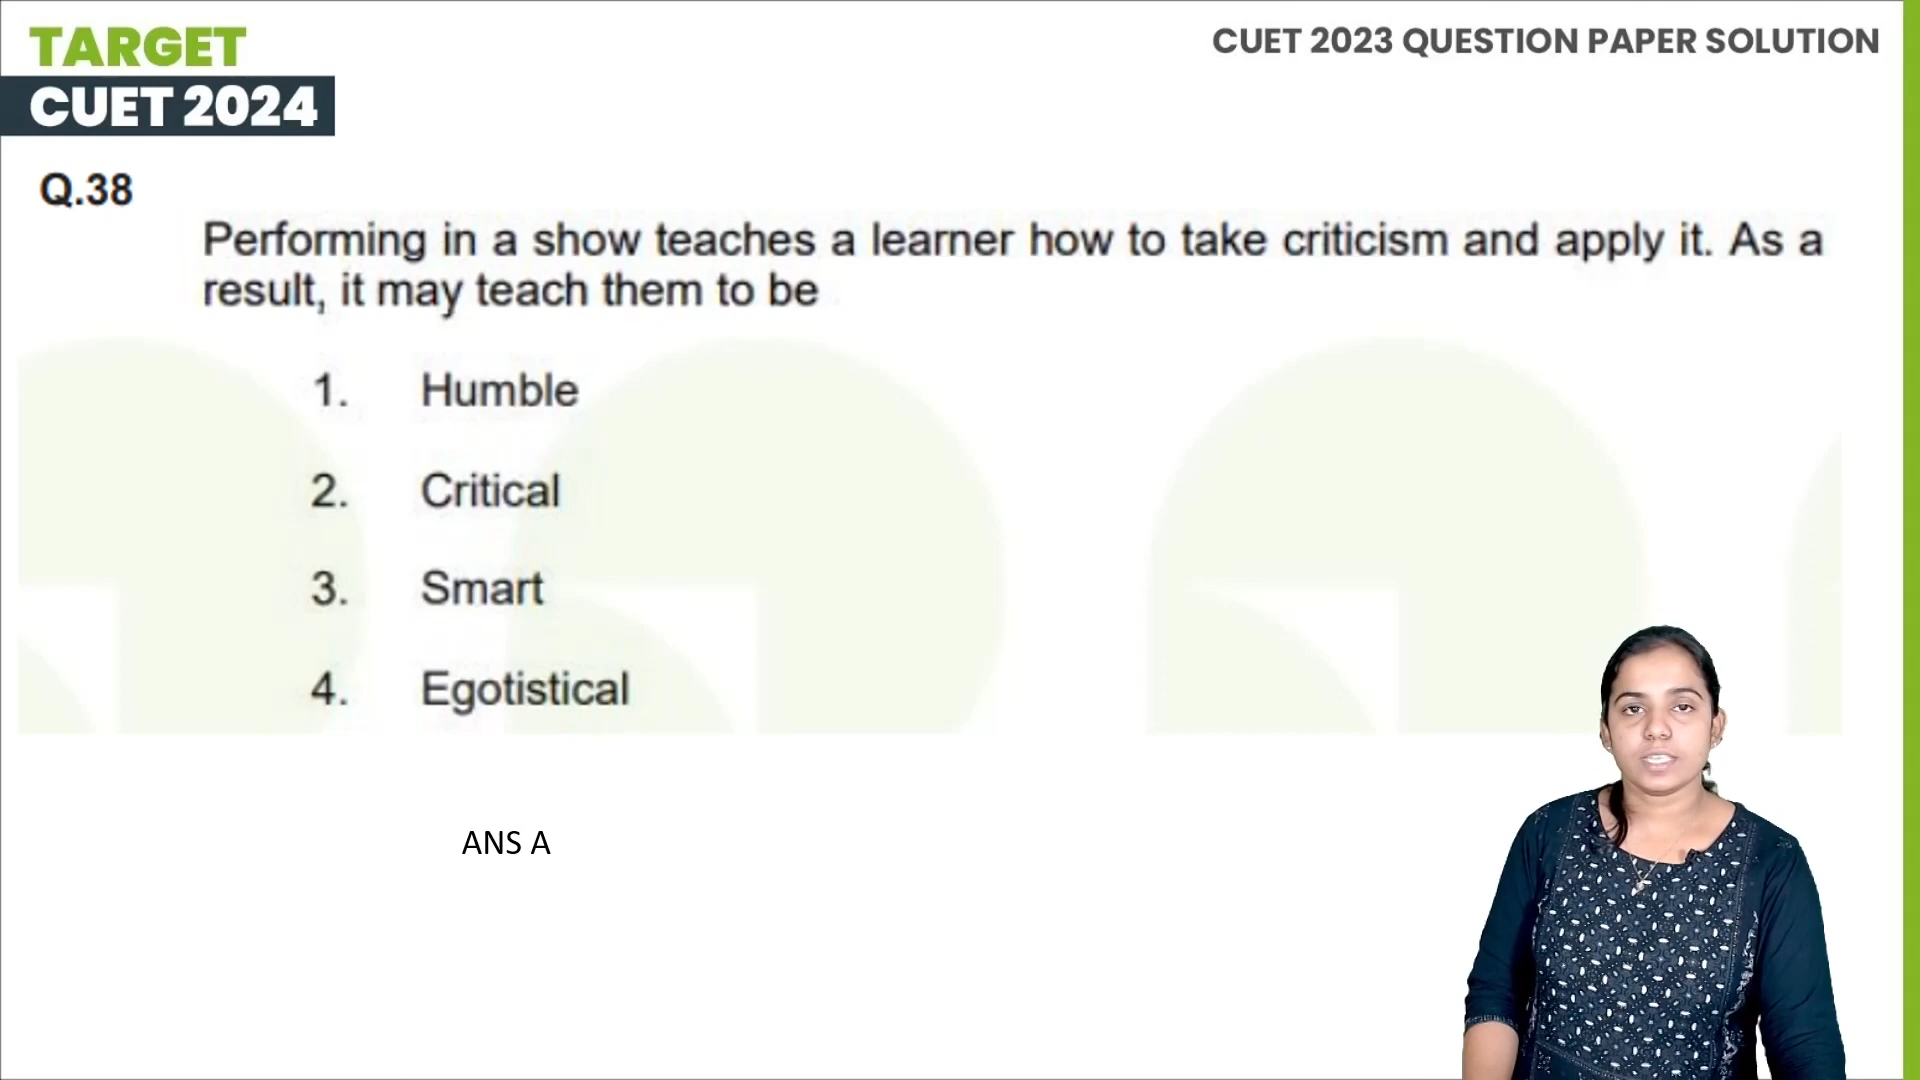 TARGET
CUET 2024
CUET 2023 QUESTION PAPER SOLUTION
Q.38
Performing in a show teaches a learner how to take criticism and apply it. As a
result, it may teach them to be
1. Humble
2. Critical
3. Smart
4. Egotistical
ANS A